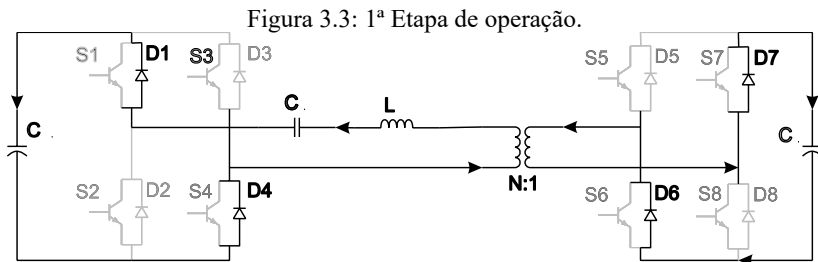 Figura 3.3: 1ª Etapa de operação.
S1 D1 S3 D3 S5 D5 S7 D7
C . C . L C .
N:1
S2 D2 S4 D4 S6 D6 S8 D8